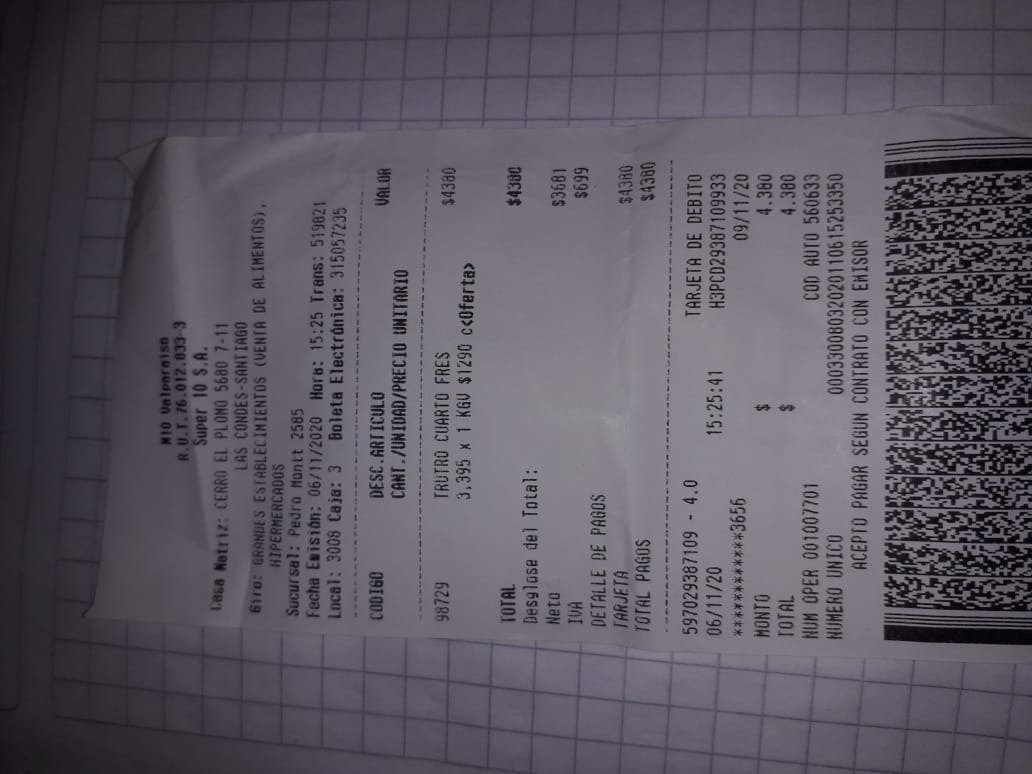 M10 Valparaiso
R.U.T.76.012.833-3
Super 10 S.A.
Casa Matriz: CERRO EL PLOMO 5680 7-11
LAS CONDES-SANTIAGO
Giro: GRANDES ESTABLECIMIENTOS (VENTA DE ALIMENTOS),
HIPERMERCADOS
Sucursal: Pedro Montt 2585
Fecha Emisión: 06/11/2020 Hora: 15:25 Trans: 519821
Local: 3008 Caja: 3 Boleta Electrónica: 315057235
CODIGO DESC.ARTICULO VALOR
CANT./UNIDAD/PRECIO UNITARIO
98729 TRUTRO CUARTO FRES $4380
3,395 x 1 KGV $1290 c<Oferta>
TOTAL $4380
Desglose del Total:
Neto $3681
IVA $699
DETALLE DE PAGOS
TARJETA $4380
TOTAL PAGOS $4380
597029387109 - 4.0 TARJETA DE DEBITO
06/11/20 15:25:41 H3PCD29387109933
************3656 09/11/20
MONTO $ 4.380
TOTAL $ 4.380
NUM OPER 001007701 COD AUTO 560633
NUMERO UNICO 00033008032020110615253350
ACEPTO PAGAR SEGUN CONTRATO CON EMISOR